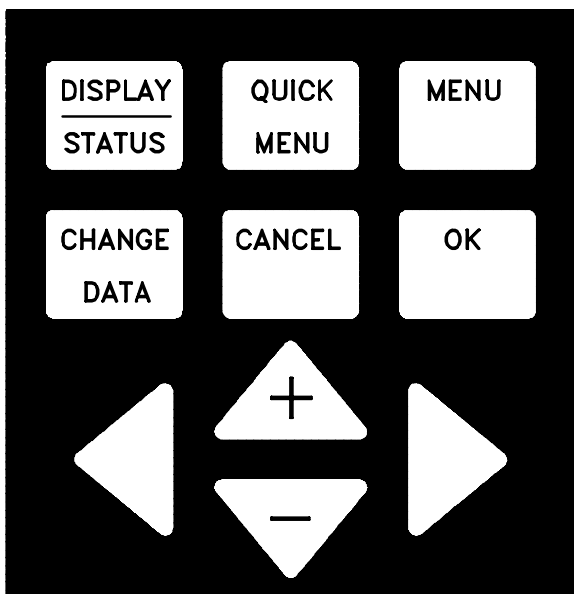 DISPLAY
STATUS
QUICK
MENU
MENU
CHANGE
DATA
CANCEL
OK
+
−